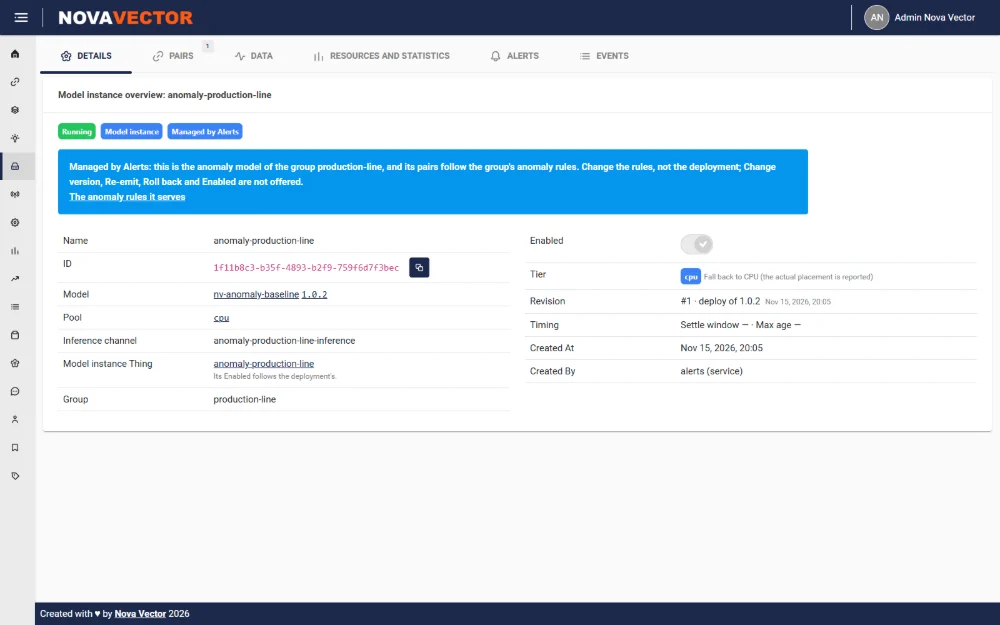 NOVAVECTOR
AN Admin Nova Vector
DETAILS
PAIRS 1
DATA
RESOURCES AND STATISTICS
ALERTS
EVENTS
Model instance overview: anomaly-production-line
Running Model instance Managed by Alerts
Managed by Alerts: this is the anomaly model of the group production-line, and its pairs follow the group's anomaly rules. Change the rules, not the deployment; Change
version, Re-emit, Roll back and Enabled are not offered.
The anomaly rules it serves
Name anomaly-production-line
ID 1f11b8c3-b35f-4893-b2f9-759f6d7f3bec
Model nv-anomaly-baseline 1.0.2
Pool cpu
Inference channel anomaly-production-line-inference
Model instance Thing anomaly-production-line
Its Enabled follows the deployment's.
Group production-line
Enabled
Tier cpu Fall back to CPU (the actual placement is reported)
Revision #1 · deploy of 1.0.2 Nov 15, 2026, 20:05
Timing Settle window — · Max age —
Created At Nov 15, 2026, 20:05
Created By alerts (service)
Created with ♥ by Nova Vector 2026